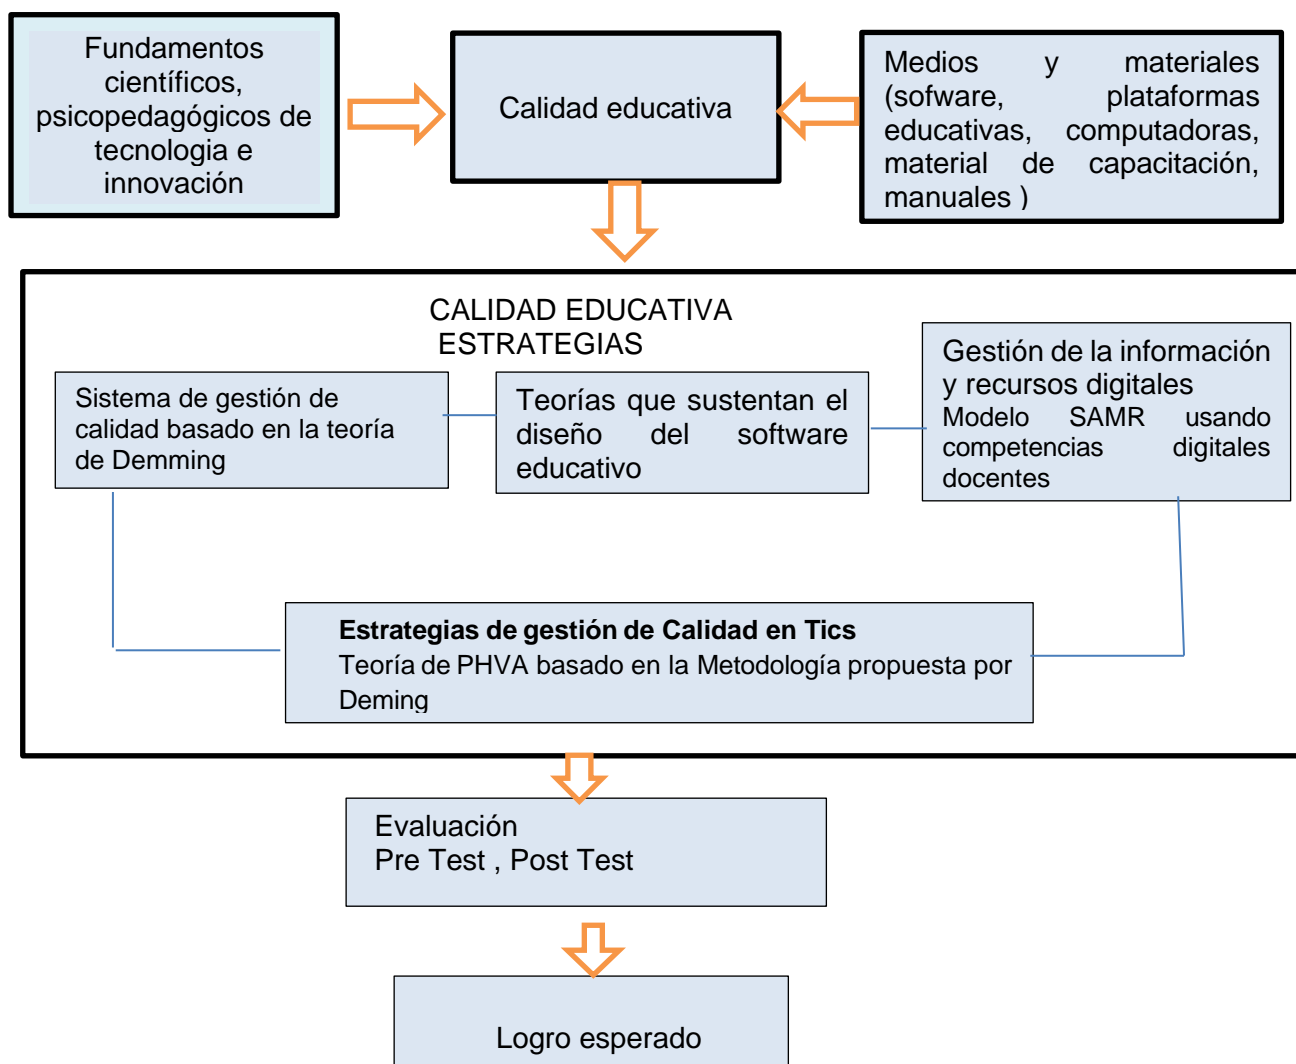 Fundamentos
científicos,
psicopedagógicos de
tecnologia e
innovación
Calidad educativa
Medios y materiales
(sofware, plataformas
educativas, computadoras,
material de capacitación,
manuales )
CALIDAD EDUCATIVA
ESTRATEGIAS
Sistema de gestión de
calidad basado en la teoría
de Demming
Teorías que sustentan el
diseño del software
educativo
Gestión de la información
y recursos digitales
Modelo SAMR usando
competencias digitales
docentes
Estrategias de gestión de Calidad en Tics
Teoría de PHVA basado en la Metodología propuesta por
Deming
Evaluación
Pre Test , Post Test
Logro esperado